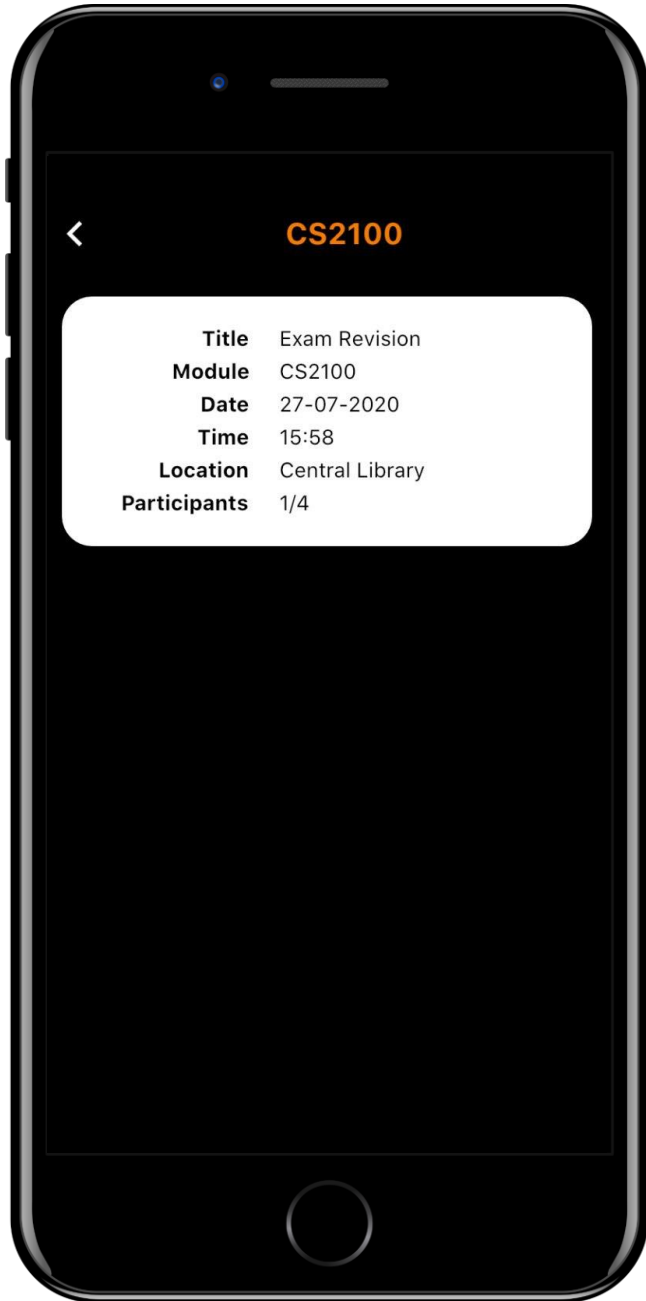 CS2100
Title Exam Revision
Module CS2100
Date 27-07-2020
Time 15:58
Location Central Library
Participants 1/4